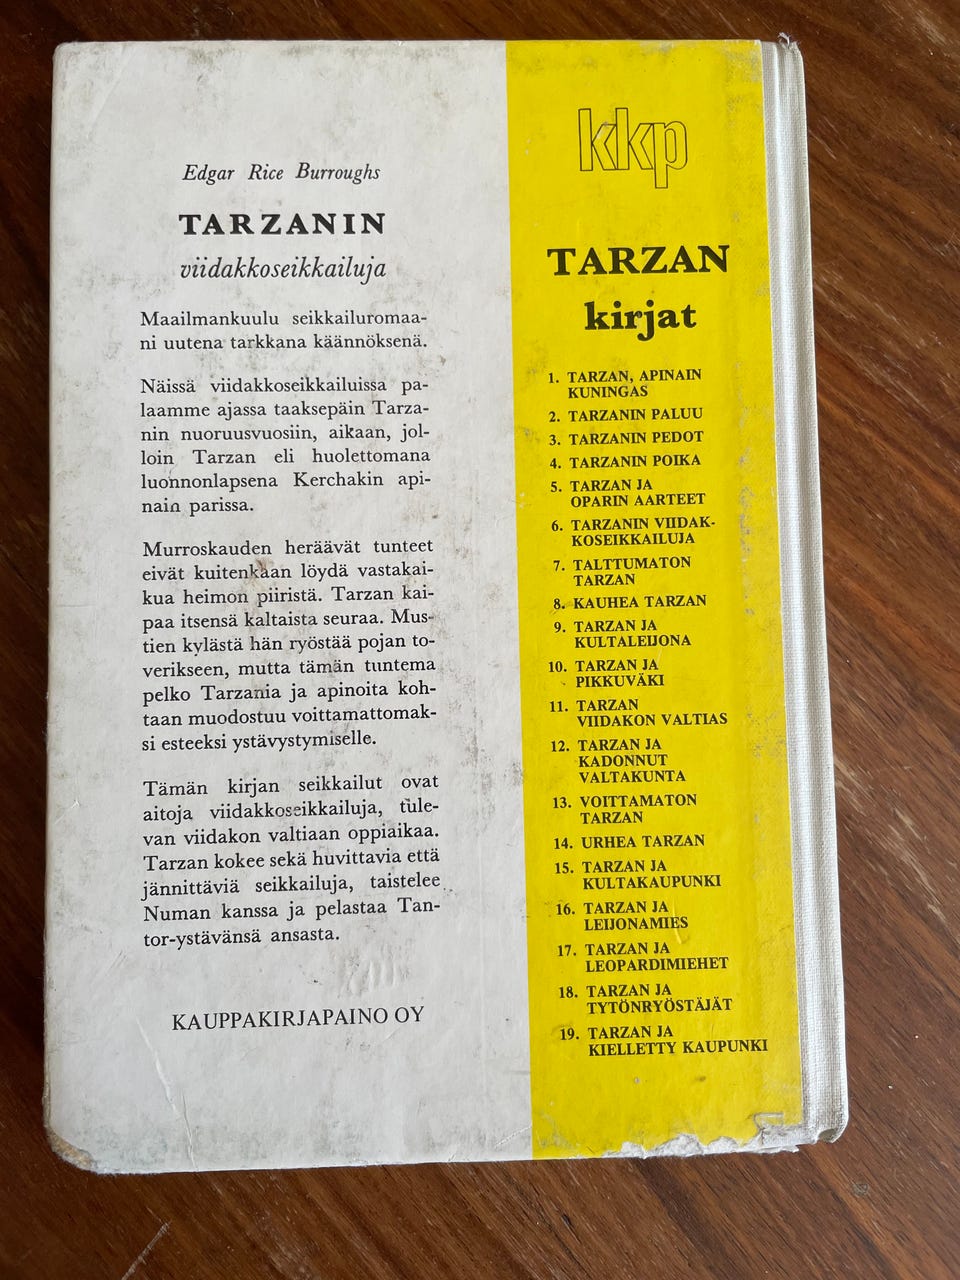 Edgar Rice Burroughs
TARZANIN
viidakkoseikkailuja
Maailmankuulu seikkailuromaa-
ni uutena tarkkana käännöksenä.
Näissä viidakkoseikkailuissa pa-
laamme ajassa taaksepäin Tarza-
nin nuoruusvuosiin, aikaan, jol-
loin Tarzan eli huolettomana
luonnonlapsena Kerchakin api-
nain parissa.
Murroskauden heräävät tunteet
eivät kuitenkaan löydä vastakai-
kua heimon piiristä. Tarzan kai-
paa itsensä kaltaista seuraa. Mus-
tien kylästä hän ryöstää pojan to-
verikseen, mutta tämän tuntema
pelko Tarzania ja apinoita koh-
taan muodostuu voittamattomak-
si esteeksi ystävystymiselle.
Tämän kirjan seikkailut ovat
aitoja viidakkoseikkailuja, tule-
van viidakon valtiaan oppiaikaa.
Tarzan kokee sekä huvittavia että
jännittäviä seikkailuja, taistelee
Numan kanssa ja pelastaa Tan-
tor-ystävänsä ansasta.
KAUPPAKIRJAPAINO OY
kkp
TARZAN
kirjat
1. TARZAN, APINAIN
KUNINGAS
2. TARZANIN PALUU
3. TARZANIN PEDOT
4. TARZANIN POIKA
5. TARZAN JA
OPARIN AARTEET
6. TARZANIN VIIDAK-
KOSEIKKAILUJA
7. TALTTUMATON
TARZAN
8. KAUHEA TARZAN
9. TARZAN JA
KULTALEIJONA
10. TARZAN JA
PIKKUVÄKI
11. TARZAN
VIIDAKON VALTIAS
12. TARZAN JA
KADONNUT
VALTAKUNTA
13. VOITTAMATON
TARZAN
14. URHEA TARZAN
15. TARZAN JA
KULTAKAUPUNKI
16. TARZAN JA
LEIJONAMIES
17. TARZAN JA
LEOPARDIMIEHET
18. TARZAN JA
TYTÖNRYÖSTÄJÄT
19. TARZAN JA
KIELLETTY KAUPUNKI